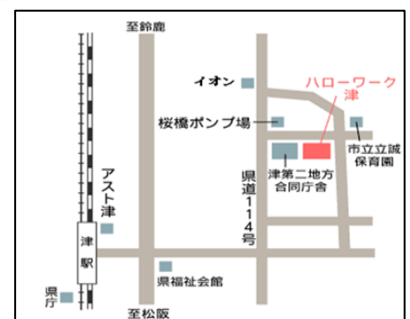 至鈴鹿
イオン
ハローワーク
津
桜橋ポンプ場
市立立誠
保育園
津第二地方
合同庁舎
アスト津
県道114号
津駅
県福祉会館
県庁
至松阪